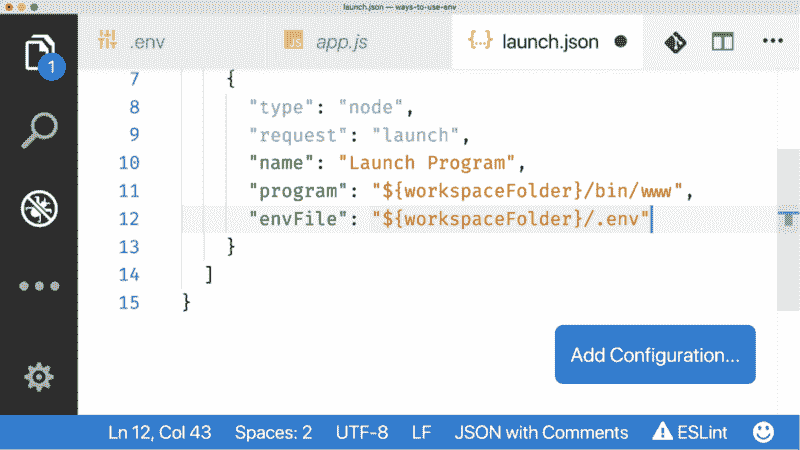 launch.json — ways-to-use-env
.env
JS app.js
{..} launch.json
1
7 {
8 "type": "node",
9 "request": "launch",
10 "name": "Launch Program",
11 "program": "${workspaceFolder}/bin/www",
12 "envFile": "${workspaceFolder}/.env"
13 }
14 ]
15 }
Add Configuration...
Ln 12, Col 43 Spaces: 2 UTF-8 LF JSON with Comments ESLint